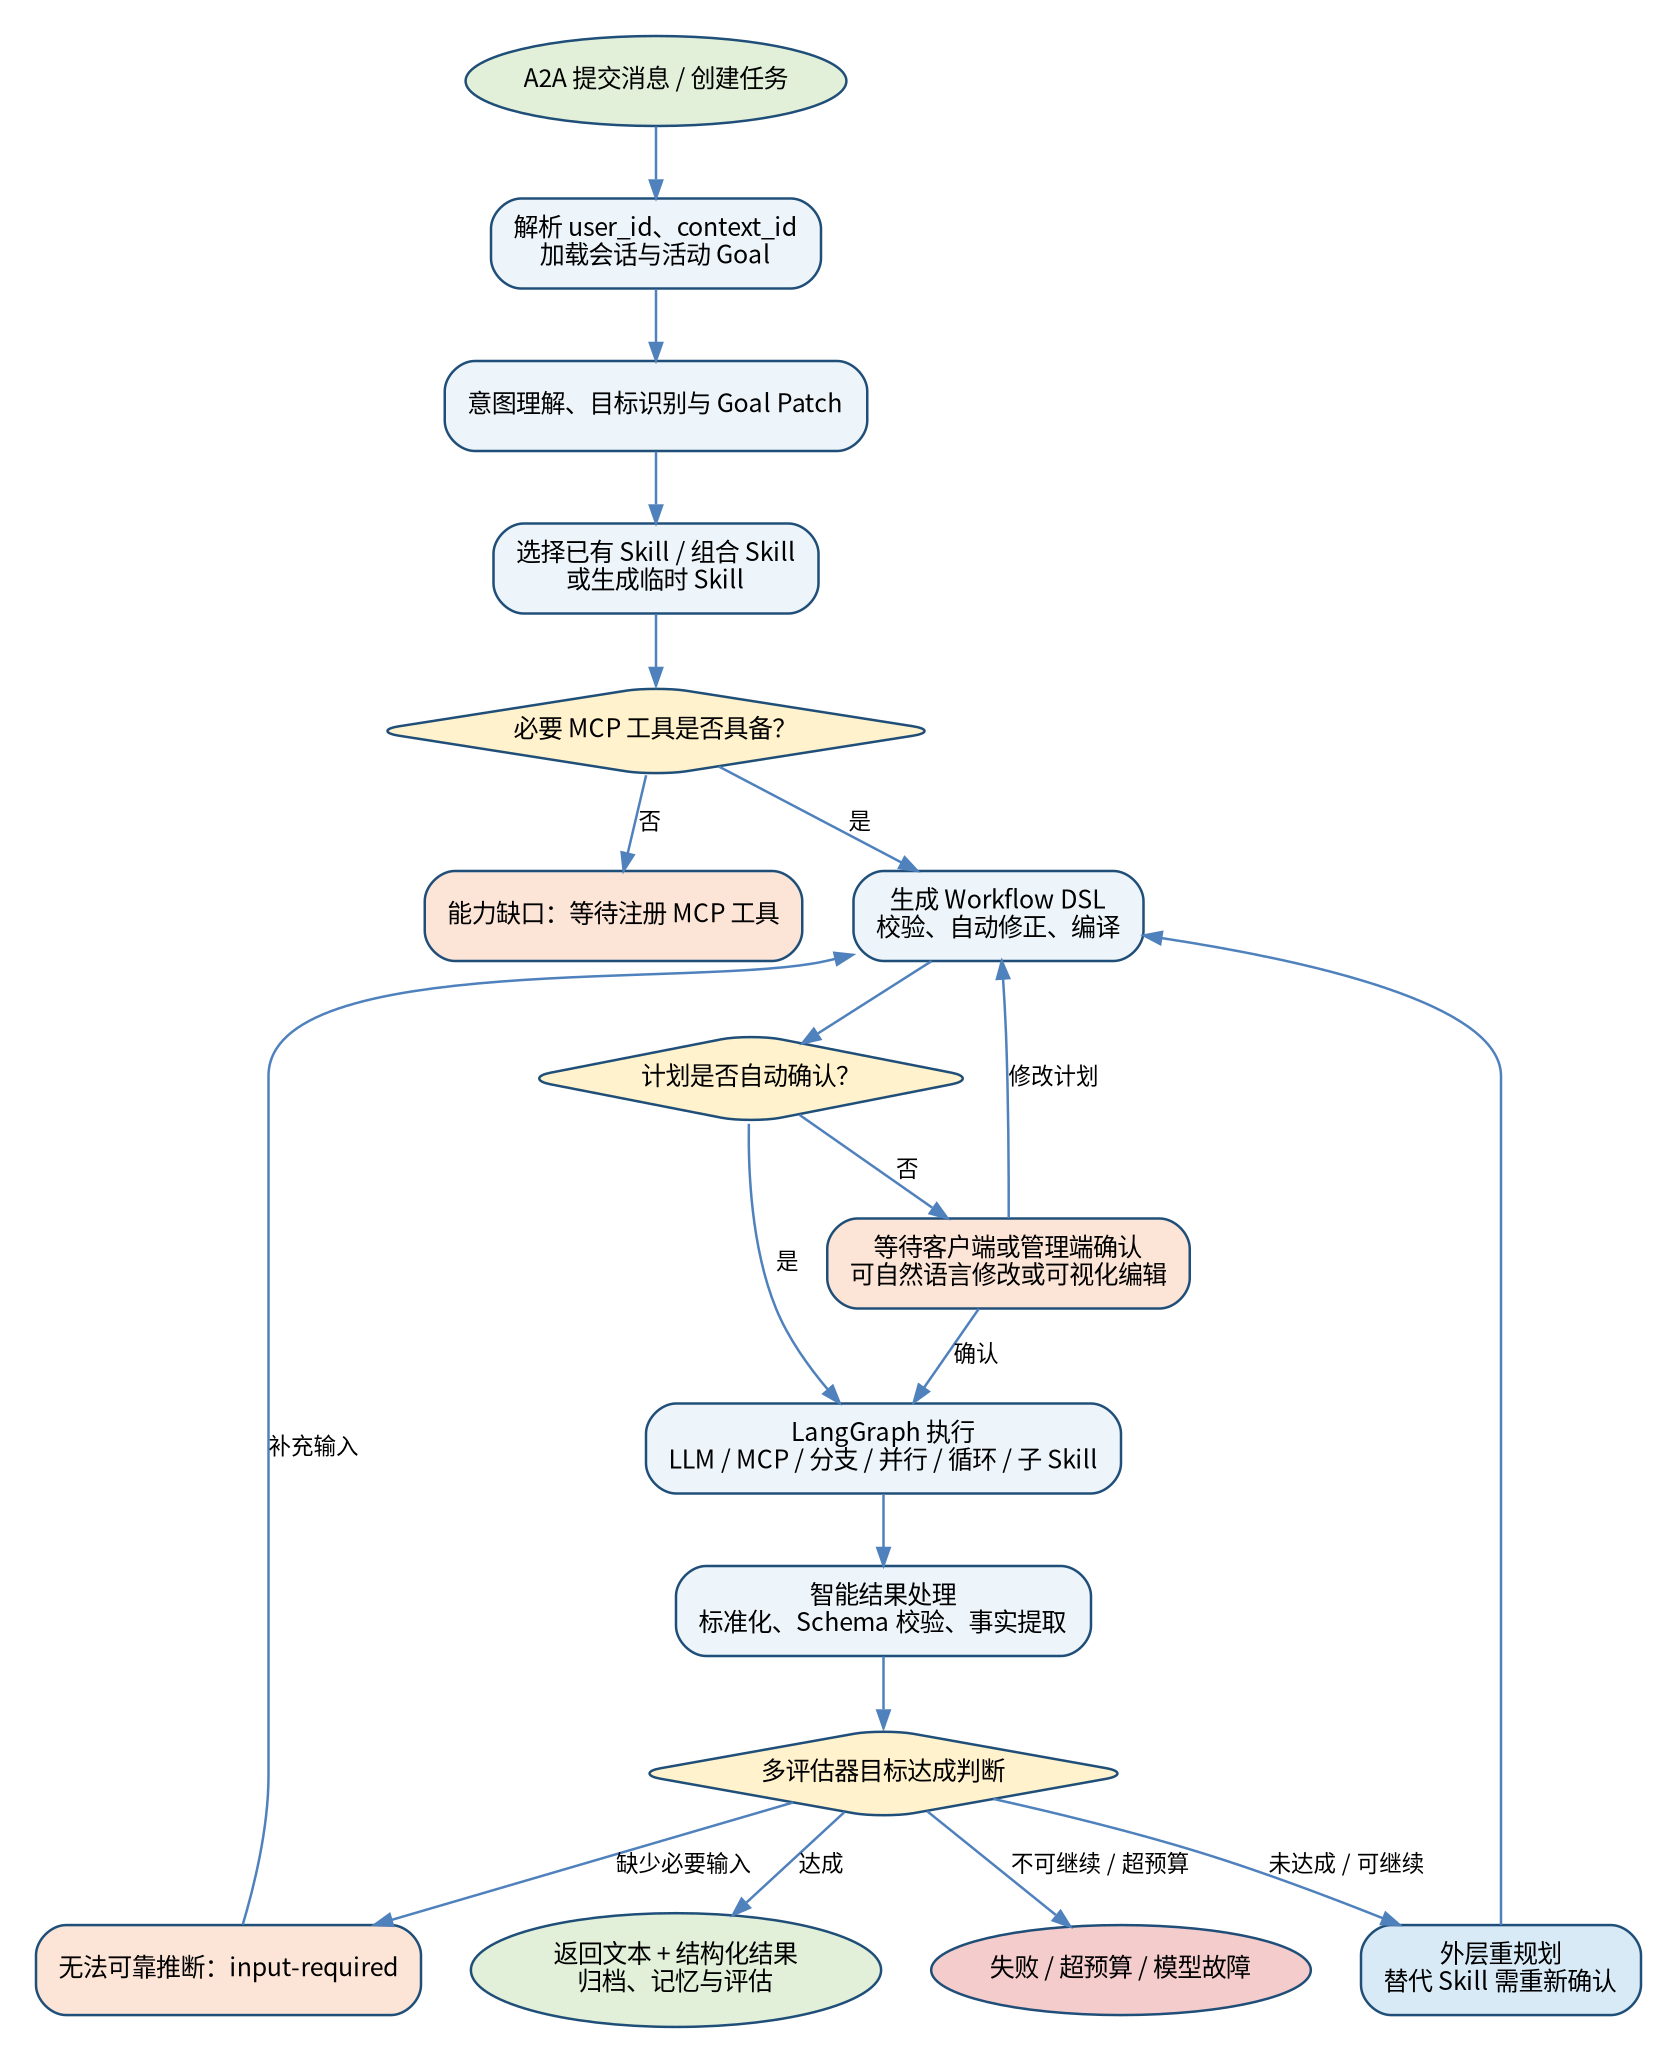 A2A 提交消息 / 创建任务
解析 user_id、context_id
加载会话与活动 Goal
意图理解、目标识别与 Goal Patch
选择已有 Skill / 组合 Skill
或生成临时 Skill
必要 MCP 工具是否具备？
否
是
能力缺口：等待注册 MCP 工具
生成 Workflow DSL
校验、自动修正、编译
计划是否自动确认？
修改计划
否
是
等待客户端或管理端确认
可自然语言修改或可视化编辑
确认
补充输入
LangGraph 执行
LLM / MCP / 分支 / 并行 / 循环 / 子 Skill
智能结果处理
标准化、Schema 校验、事实提取
多评估器目标达成判断
缺少必要输入
达成
不可继续 / 超预算
未达成 / 可继续
无法可靠推断：input-required
返回文本 + 结构化结果
归档、记忆与评估
失败 / 超预算 / 模型故障
外层重规划
替代 Skill 需重新确认